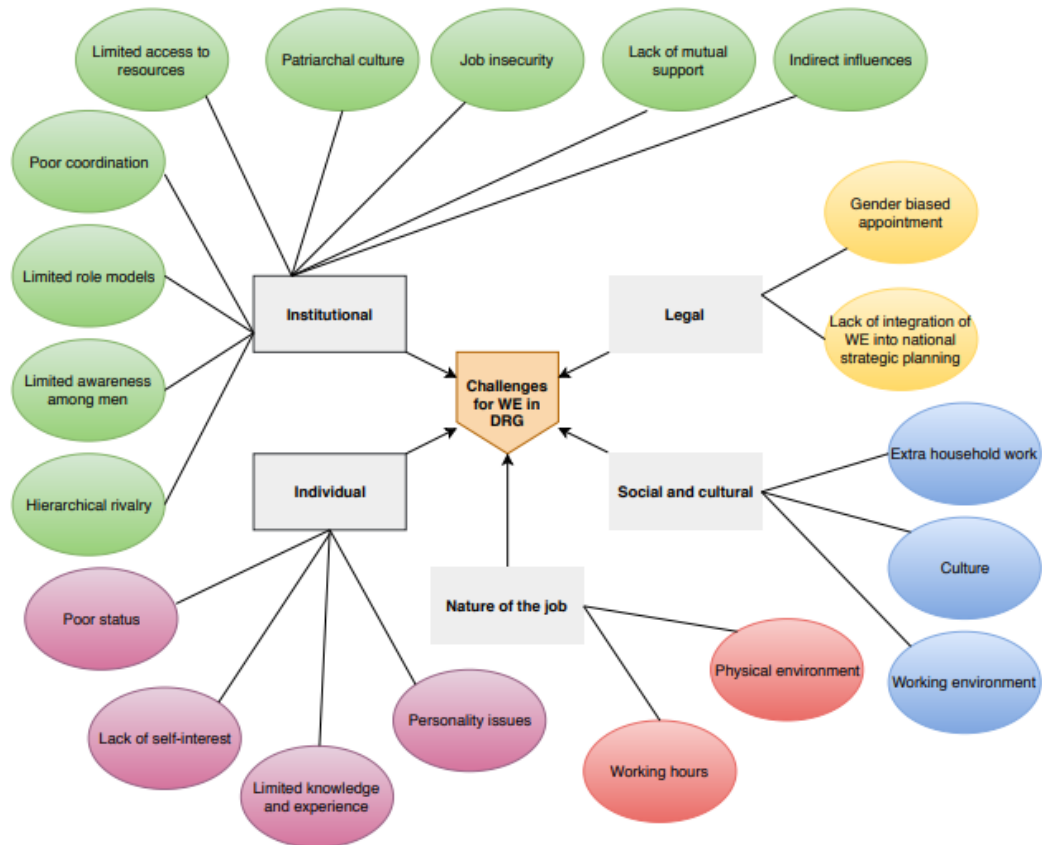 Limited access to
resources
Patriarchal culture
Job insecurity
Lack of mutual
support
Indirect influences
Poor coordination
Gender biased
appointment
Limited role models
Institutional
Legal
Lack of integration of
WE into national
strategic planning
Limited awareness
among men
Challenges
for WE in
DRG
Extra household work
Hierarchical rivalry
Individual
Social and cultural
Culture
Nature of the job
Poor status
Physical environment
Working environment
Personality issues
Lack of self-interest
Working hours
Limited knowledge
and experience